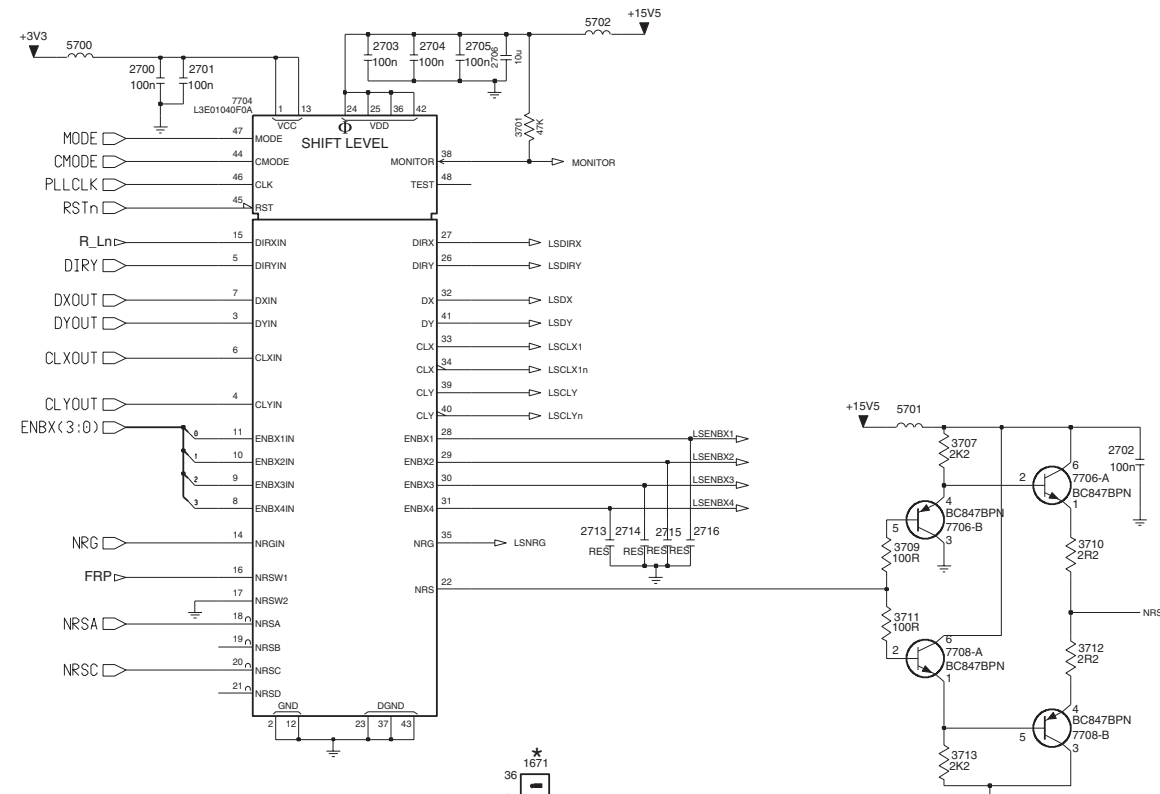 +15V5
5702
+3V3
5700
2703
100n
2704
100n
2705
100n
2706
10u
2700
100n
2701
100n
7704
L3E01040F0A
1
13
24
25
36
42
VCC
Φ
VDD
SHIFT LEVEL
3701
47K
MODE
47
MODE
CMODE
44
CMODE
MONITOR
38
MONITOR
PLLCLK
46
CLK
TEST
48
RSTn
45
RST
R_Ln
15
DIRXIN
DIRX
27
LSDIRX
DIRY
5
DIRYIN
DIRY
26
LSDIRY
DXOUT
7
DXIN
DX
32
LSDX
DYOUT
3
DYIN
DY
41
LSDY
CLXOUT
6
CLXIN
CLX
33
LSCLX1
CLX
34
LSCLX1n
CLY
39
LSCLY
CLYOUT
4
CLYIN
CLY
40
LSCLYn
ENBX(3:0)
0
11
ENBX1IN
ENBX1
28
LSENBX1
1
10
ENBX2IN
ENBX2
29
LSENBX2
2
9
ENBX3IN
ENBX3
30
LSENBX3
3
8
ENBX4IN
ENBX4
31
LSENBX4
2713
RES
2714
RES
2715
RES
2716
RES
NRG
14
NRGIN
NRG
35
LSNRG
FRP
16
NRSW1
NRS
22
17
NRSW2
NRSA
18
NRSA
19
NRSB
NRSC
20
NRSC
21
NRSD
GND
DGND
2
12
23
37
43
*
1671
36
+15V5
5701
3707
2K2
2702
100n
2
6
7706-A
BC847BPN
1
4
BC847BPN
5
7706-B
3
3709
100R
3710
2R2
3711
100R
NRS
6
7708-A
2
BC847BPN
1
3712
2R2
4
BC847BPN
5
7708-B
3
3713
2K2